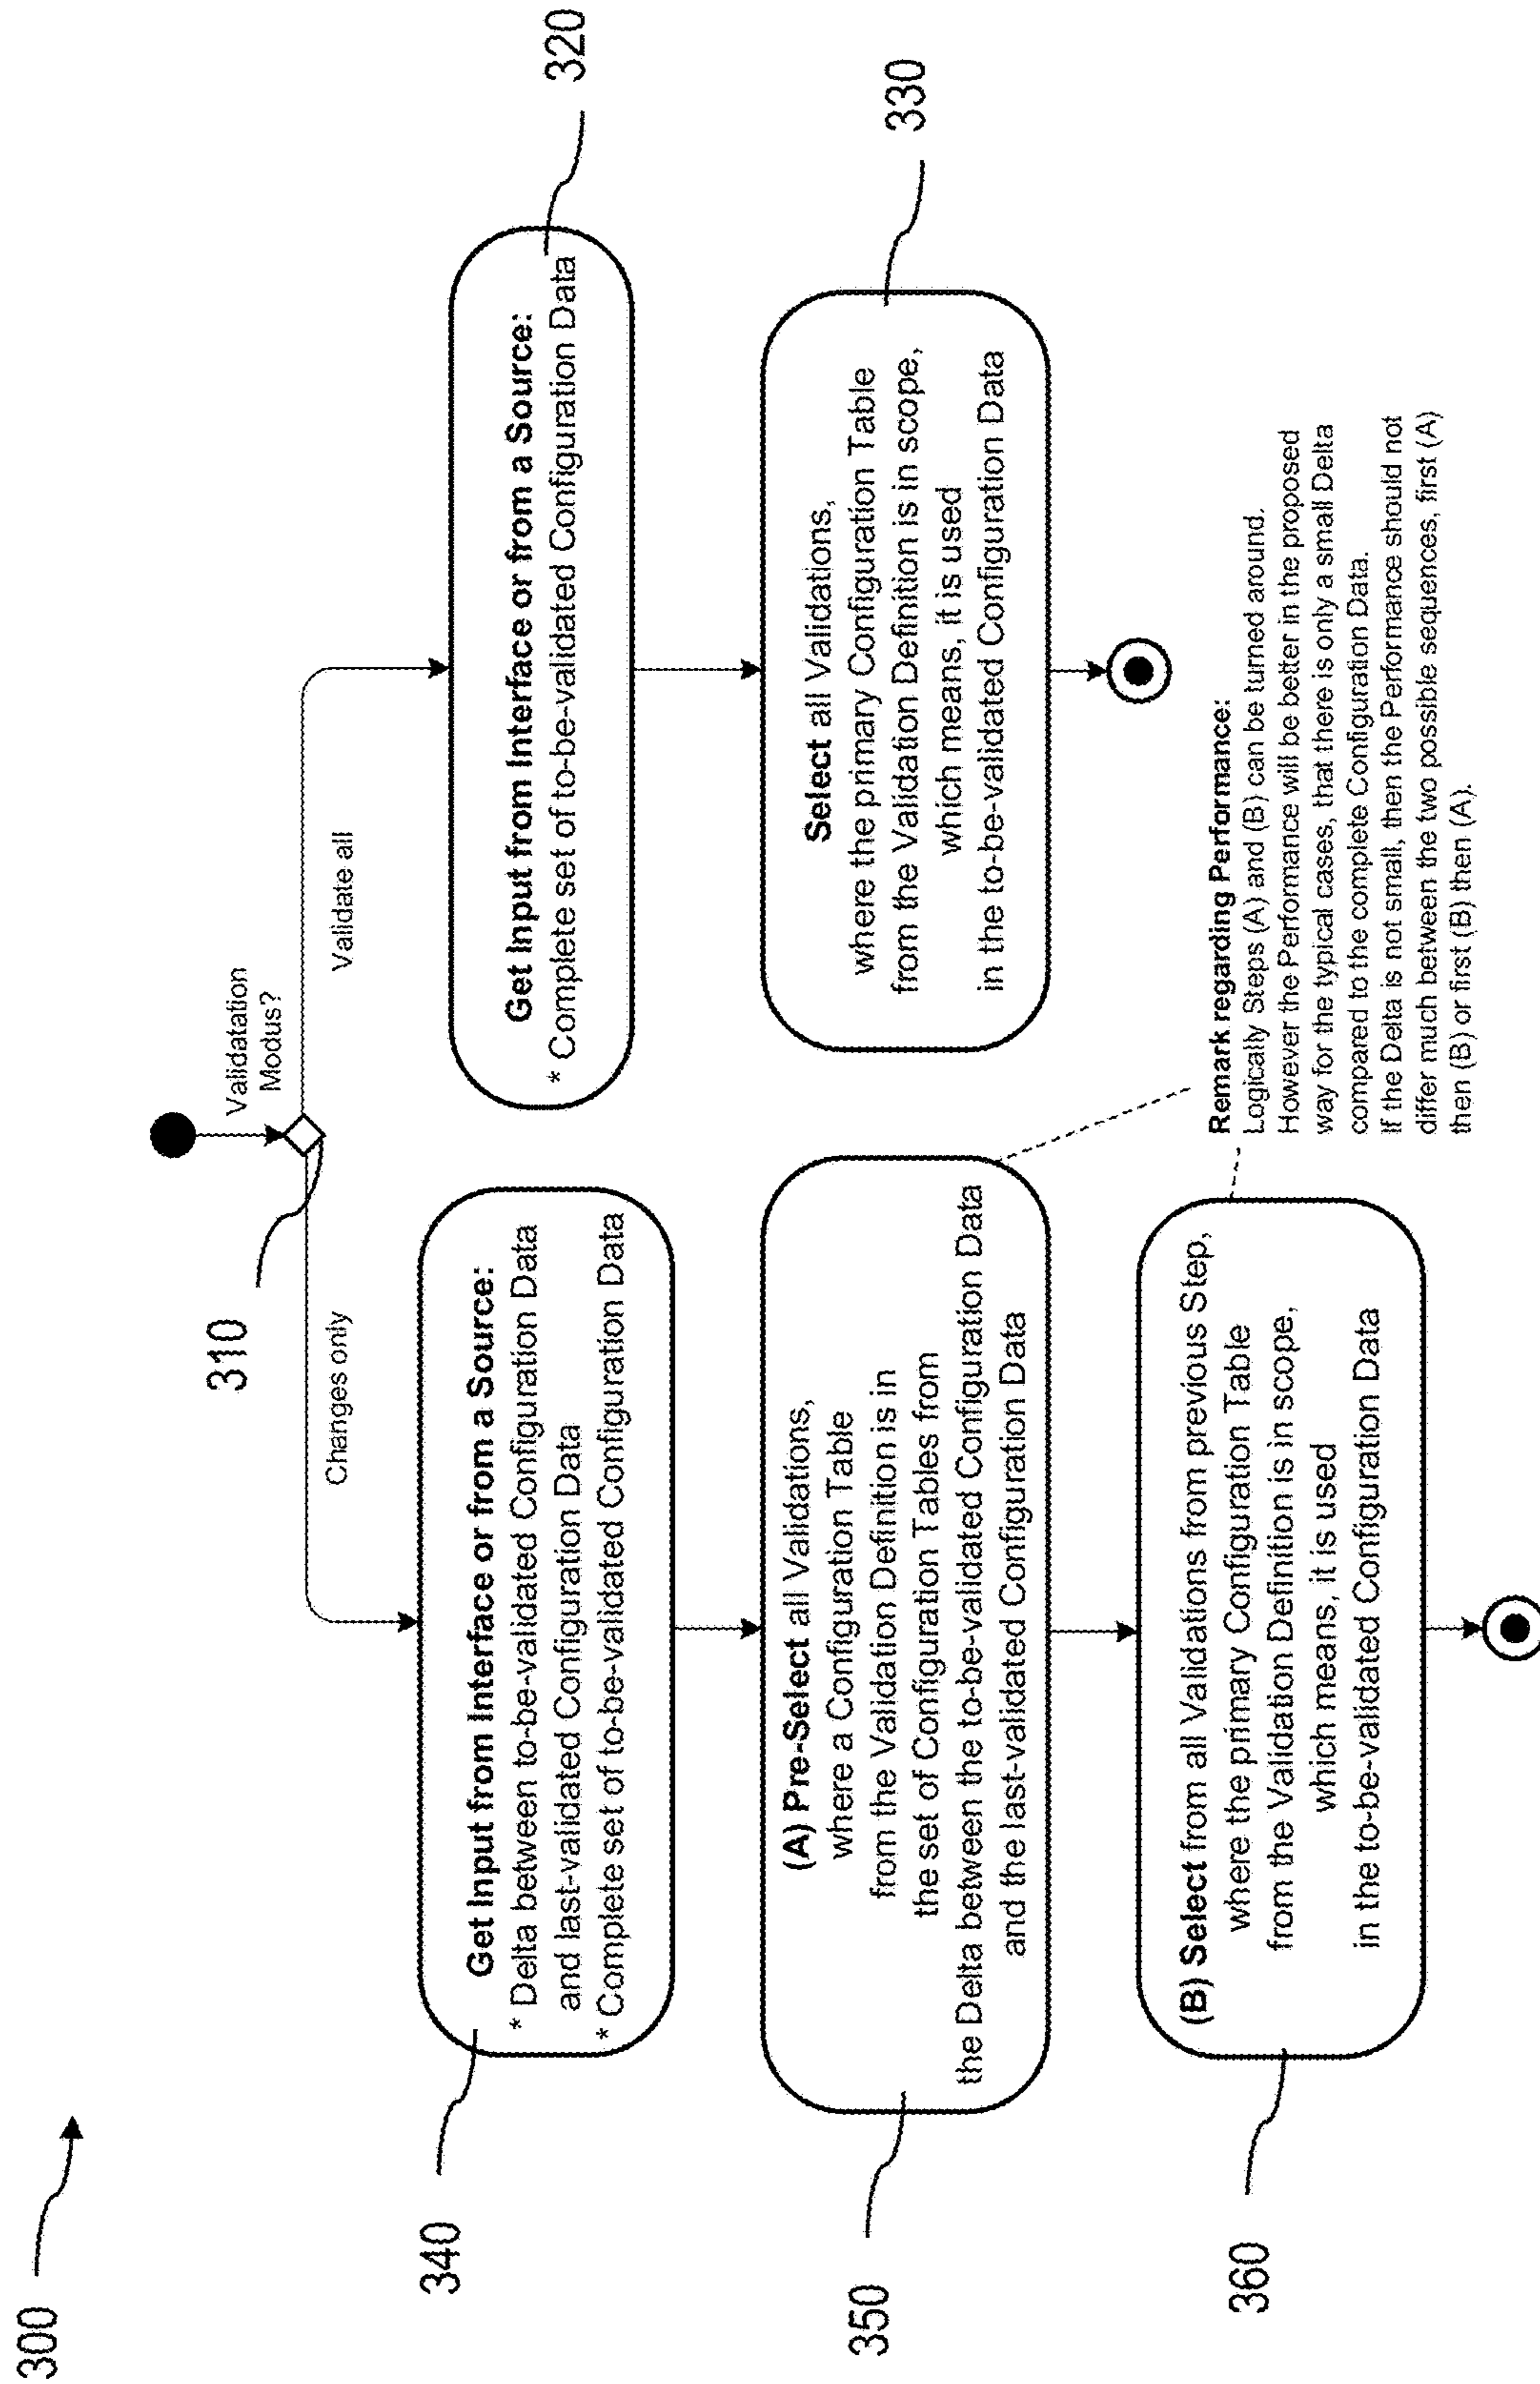 300
310
Validatation
Modus?
Changes only
Validate all
340
Get Input from Interface or from a Source:
* Delta between to-be-validated Configuration Data
and last-validated Configuration Data
* Complete set of to-be-validated Configuration Data
320
Get Input from Interface or from a Source:
* Complete set of to-be-validated Configuration Data
350
(A) Pre-Select all Validations,
where a Configuration Table
from the Validation Definition is in
the set of Configuration Tables from
the Delta between the to-be-validated Configuration Data
and the last-validated Configuration Data
330
Select all Validations,
where the primary Configuration Table
from the Validation Definition is in scope,
which means, it is used
in the to-be-validated Configuration Data
360
(B) Select from all Validations from previous Step,
where the primary Configuration Table
from the Validation Definition is in scope,
which means, it is used
in the to-be-validated Configuration Data
Remark regarding Performance:
Logically Steps (A) and (B) can be turned around.
However the Performance will be better in the proposed
way for the typical cases, that there is only a small Delta
compared to the complete Configuration Data.
If the Delta is not small, then the Performance should not
differ much between the two possible sequences, first (A)
then (B) or first (B) then (A).